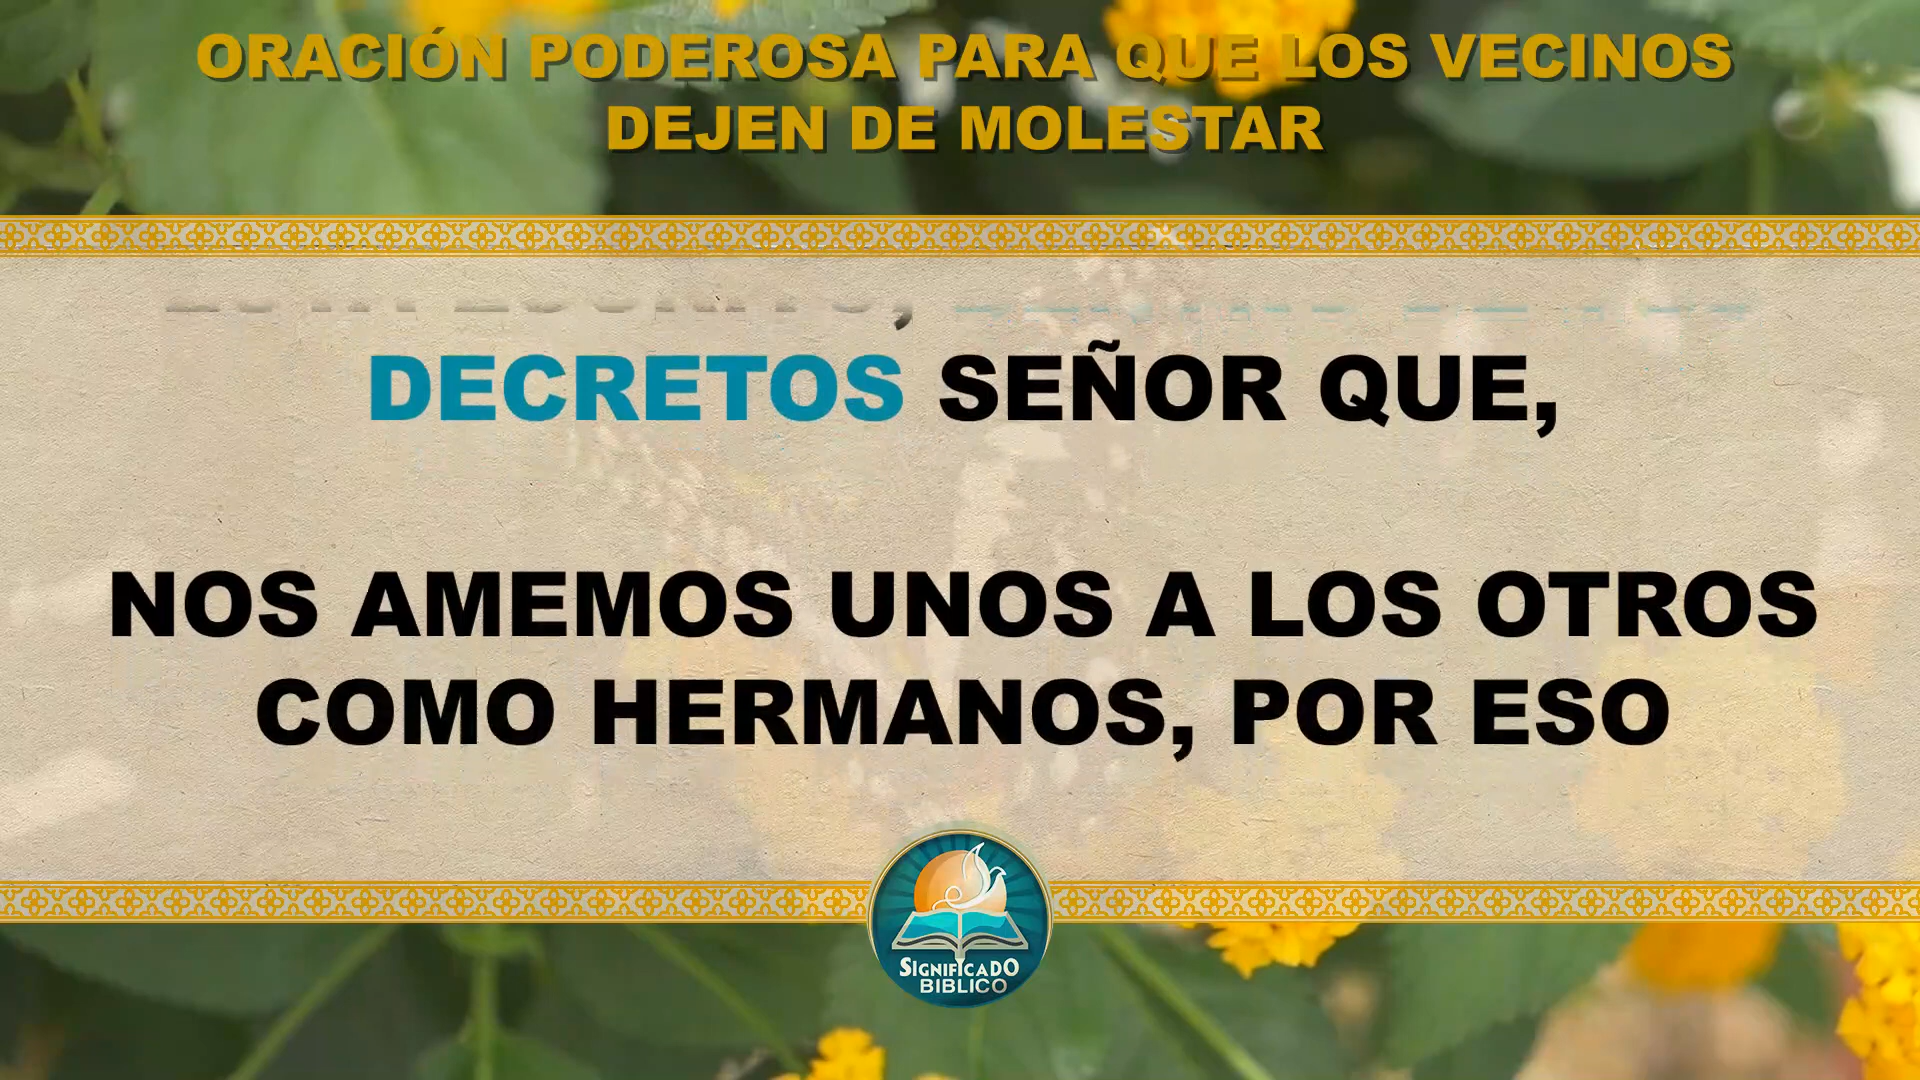 ORACIÓN PODEROSA PARA QUE LOS VECINOS
DEJEN DE MOLESTAR
DECRETOS SEÑOR QUE,
NOS AMEMOS UNOS A LOS OTROS
COMO HERMANOS, POR ESO
SIGNIFICADO
BIBLICO